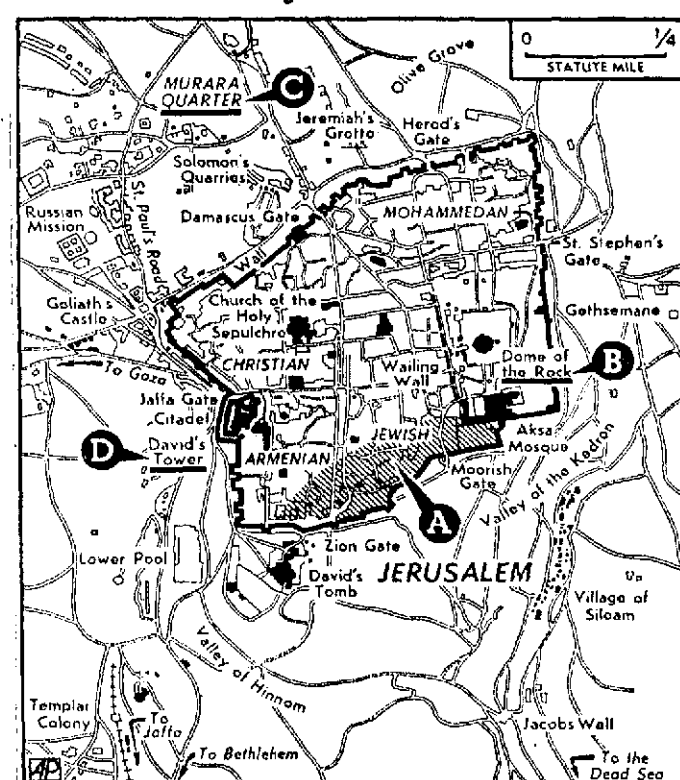 0 1/4
STATUTE MILE
MURARA
QUARTER
C
Olive Grove
Jeremiah's
Grotto
Herod's
Gate
Solomon's
Quarries
St. Paul's Road
Russian
Mission
Damascus Gate
MOHAMMEDAN
Wall
St. Stephen's
Gate
Goliath's
Castle
Church of the
Holy
Sepulchre
Gethsemane
CHRISTIAN
Wailing
Wall
Dome of
the Rock
B
To Gaza
Jaffa Gate
Citadel
D
David's
Tower
ARMENIAN
JEWISH
Aksa
Mosque
Moorish
Gate
Valley of the Kedron
A
Zion Gate
Lower Pool
David's
Tomb
JERUSALEM
Village of
Siloam
Valley of Hinnom
Templar
Colony
To
Jaffa
Jacobs Wall
To Bethlehem
To the
Dead Sea
AP